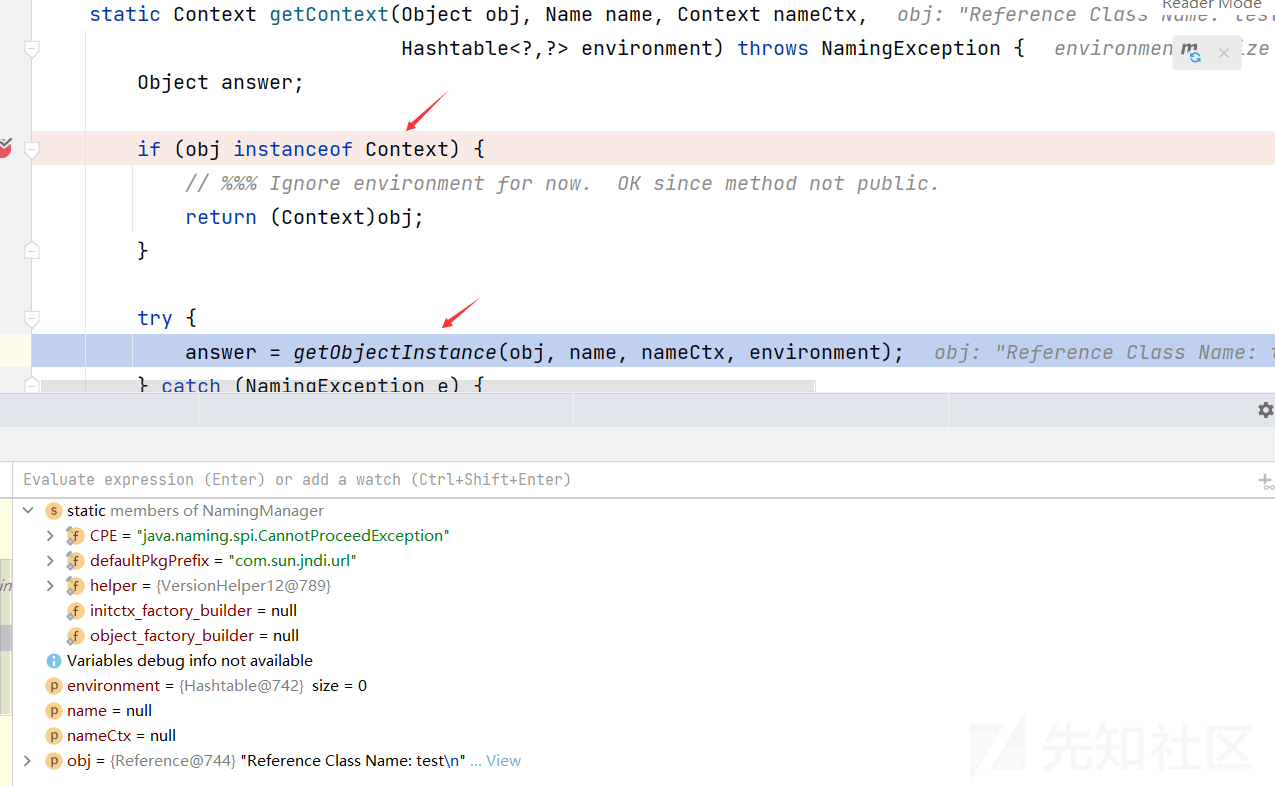 Reader Mode
static Context getContext(Object obj, Name name, Context nameCtx, obj: "Reference Class Name: test
Hashtable<?,?> environment) throws NamingException { environment size
Object answer;
if (obj instanceof Context) {
// %%% Ignore environment for now.  OK since method not public.
return (Context)obj;
}
try {
answer = getObjectInstance(obj, name, nameCtx, environment); obj: "Reference Class Name: t
} catch (NamingException e) {
Evaluate expression (Enter) or add a watch (Ctrl+Shift+Enter)
static members of NamingManager
CPE = "java.naming.spi.CannotProceedException"
defaultPkgPrefix = "com.sun.jndi.url"
helper = {VersionHelper12@789}
initctx_factory_builder = null
object_factory_builder = null
Variables debug info not available
environment = {Hashtable@742} size = 0
name = null
nameCtx = null
obj = {Reference@744} "Reference Class Name: test\n" ... View
先知社区